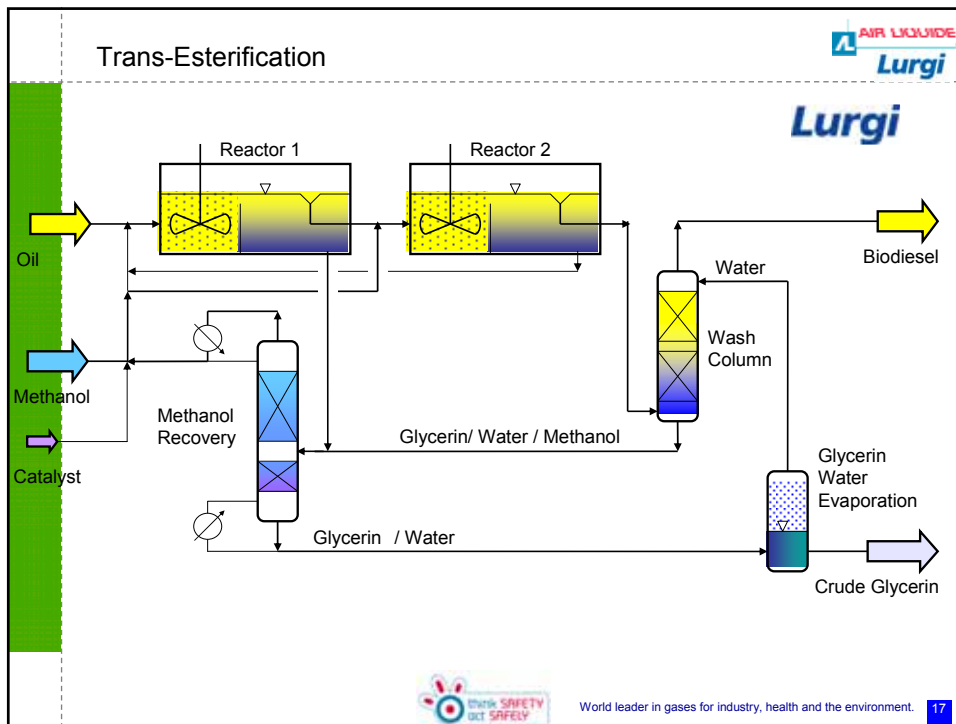 Trans-Esterification
AIR LIQUIDE
Lurgi
Lurgi
Reactor 1
Reactor 2
Oil
Biodiesel
Water
Wash
Column
Methanol
Methanol
Recovery
Glycerin/ Water / Methanol
Catalyst
Glycerin
Water
Evaporation
Glycerin / Water
Crude Glycerin
think SAFETY
act SAFELY
World leader in gases for industry, health and the environment.
17